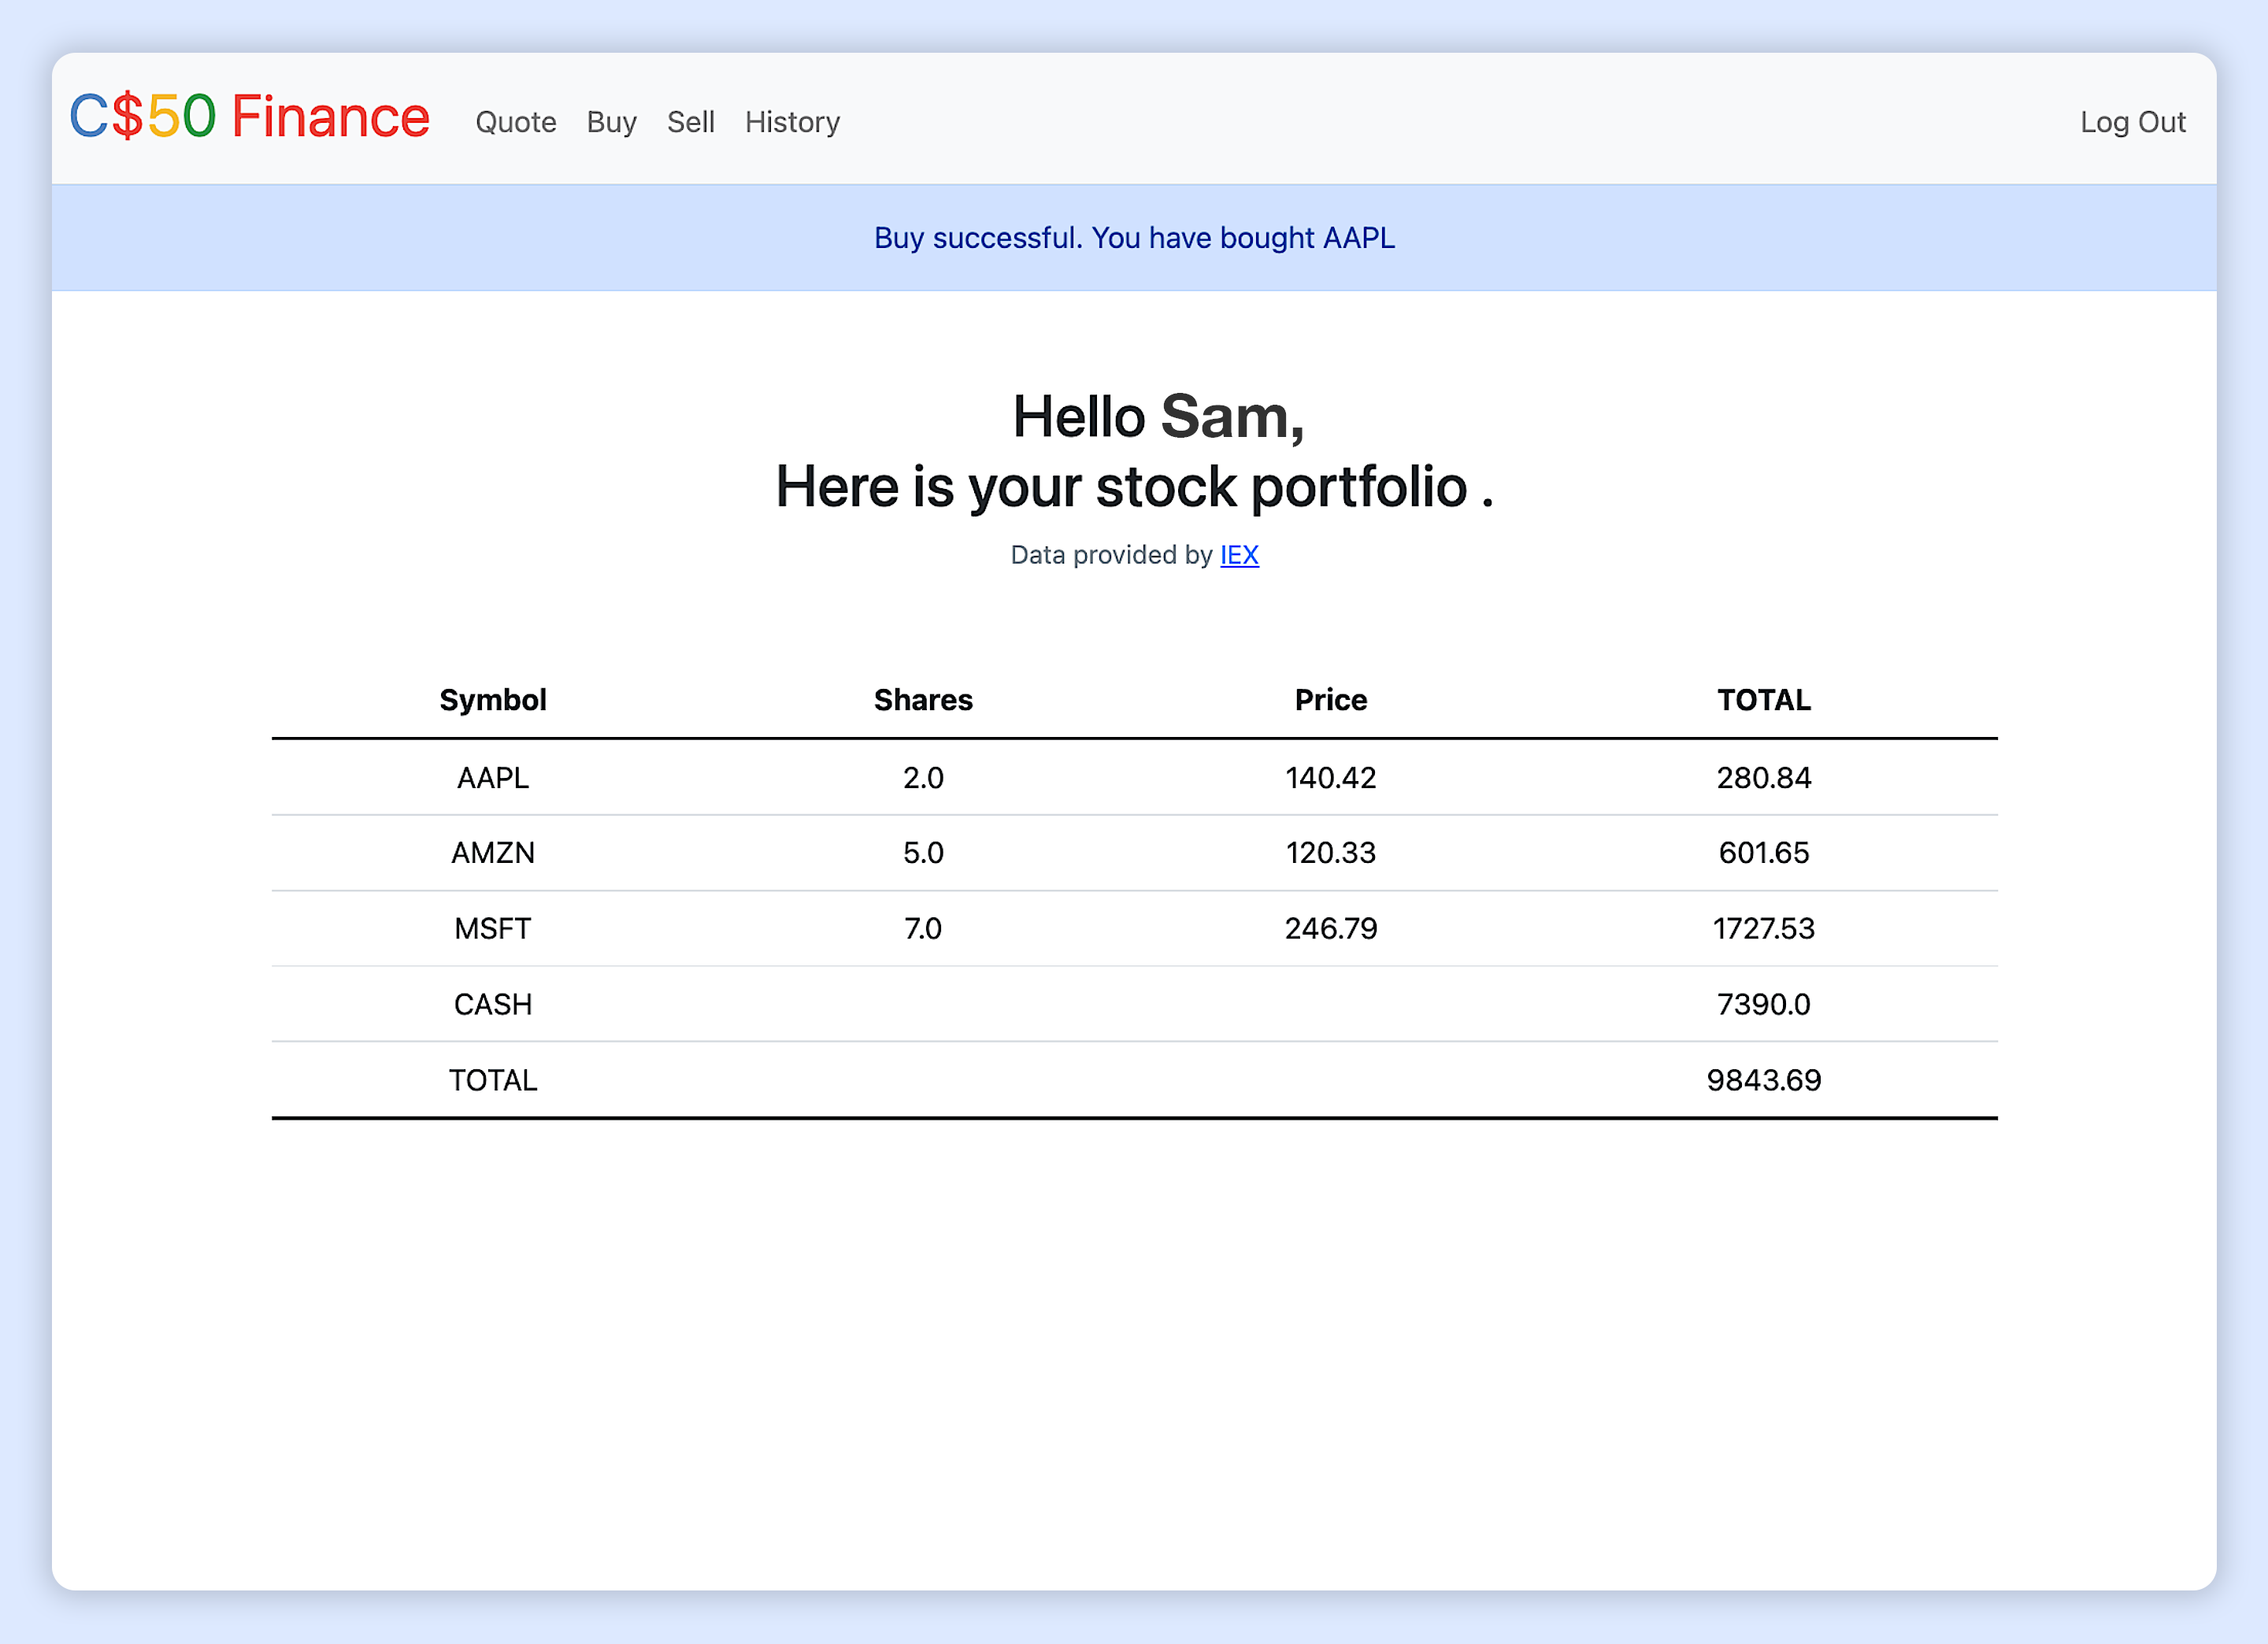 C$50 Finance Quote Buy Sell History Log Out
Buy successful. You have bought AAPL
Hello Sam,
Here is your stock portfolio .
Data provided by IEX
Symbol Shares Price TOTAL
AAPL 2.0 140.42 280.84
AMZN 5.0 120.33 601.65
MSFT 7.0 246.79 1727.53
CASH 7390.0
TOTAL 9843.69